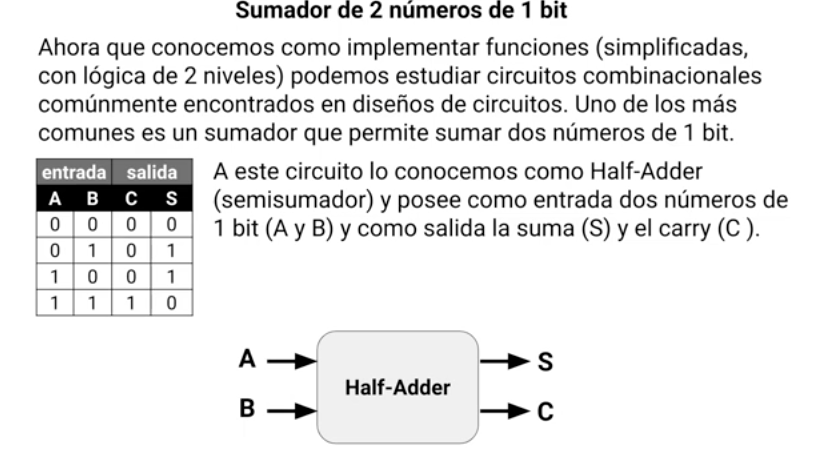 Sumador de 2 números de 1 bit
Ahora que conocemos como implementar funciones (simplificadas,
con lógica de 2 niveles) podemos estudiar circuitos combinacionales
comúnmente encontrados en diseños de circuitos. Uno de los más
comunes es un sumador que permite sumar dos números de 1 bit.
entrada salida
A B C S
0 0 0 0
0 1 0 1
1 0 0 1
1 1 1 0
A este circuito lo conocemos como Half-Adder
(semisumador) y posee como entrada dos números de
1 bit (A y B) y como salida la suma (S) y el carry (C ).
A
B
Half-Adder
S
C